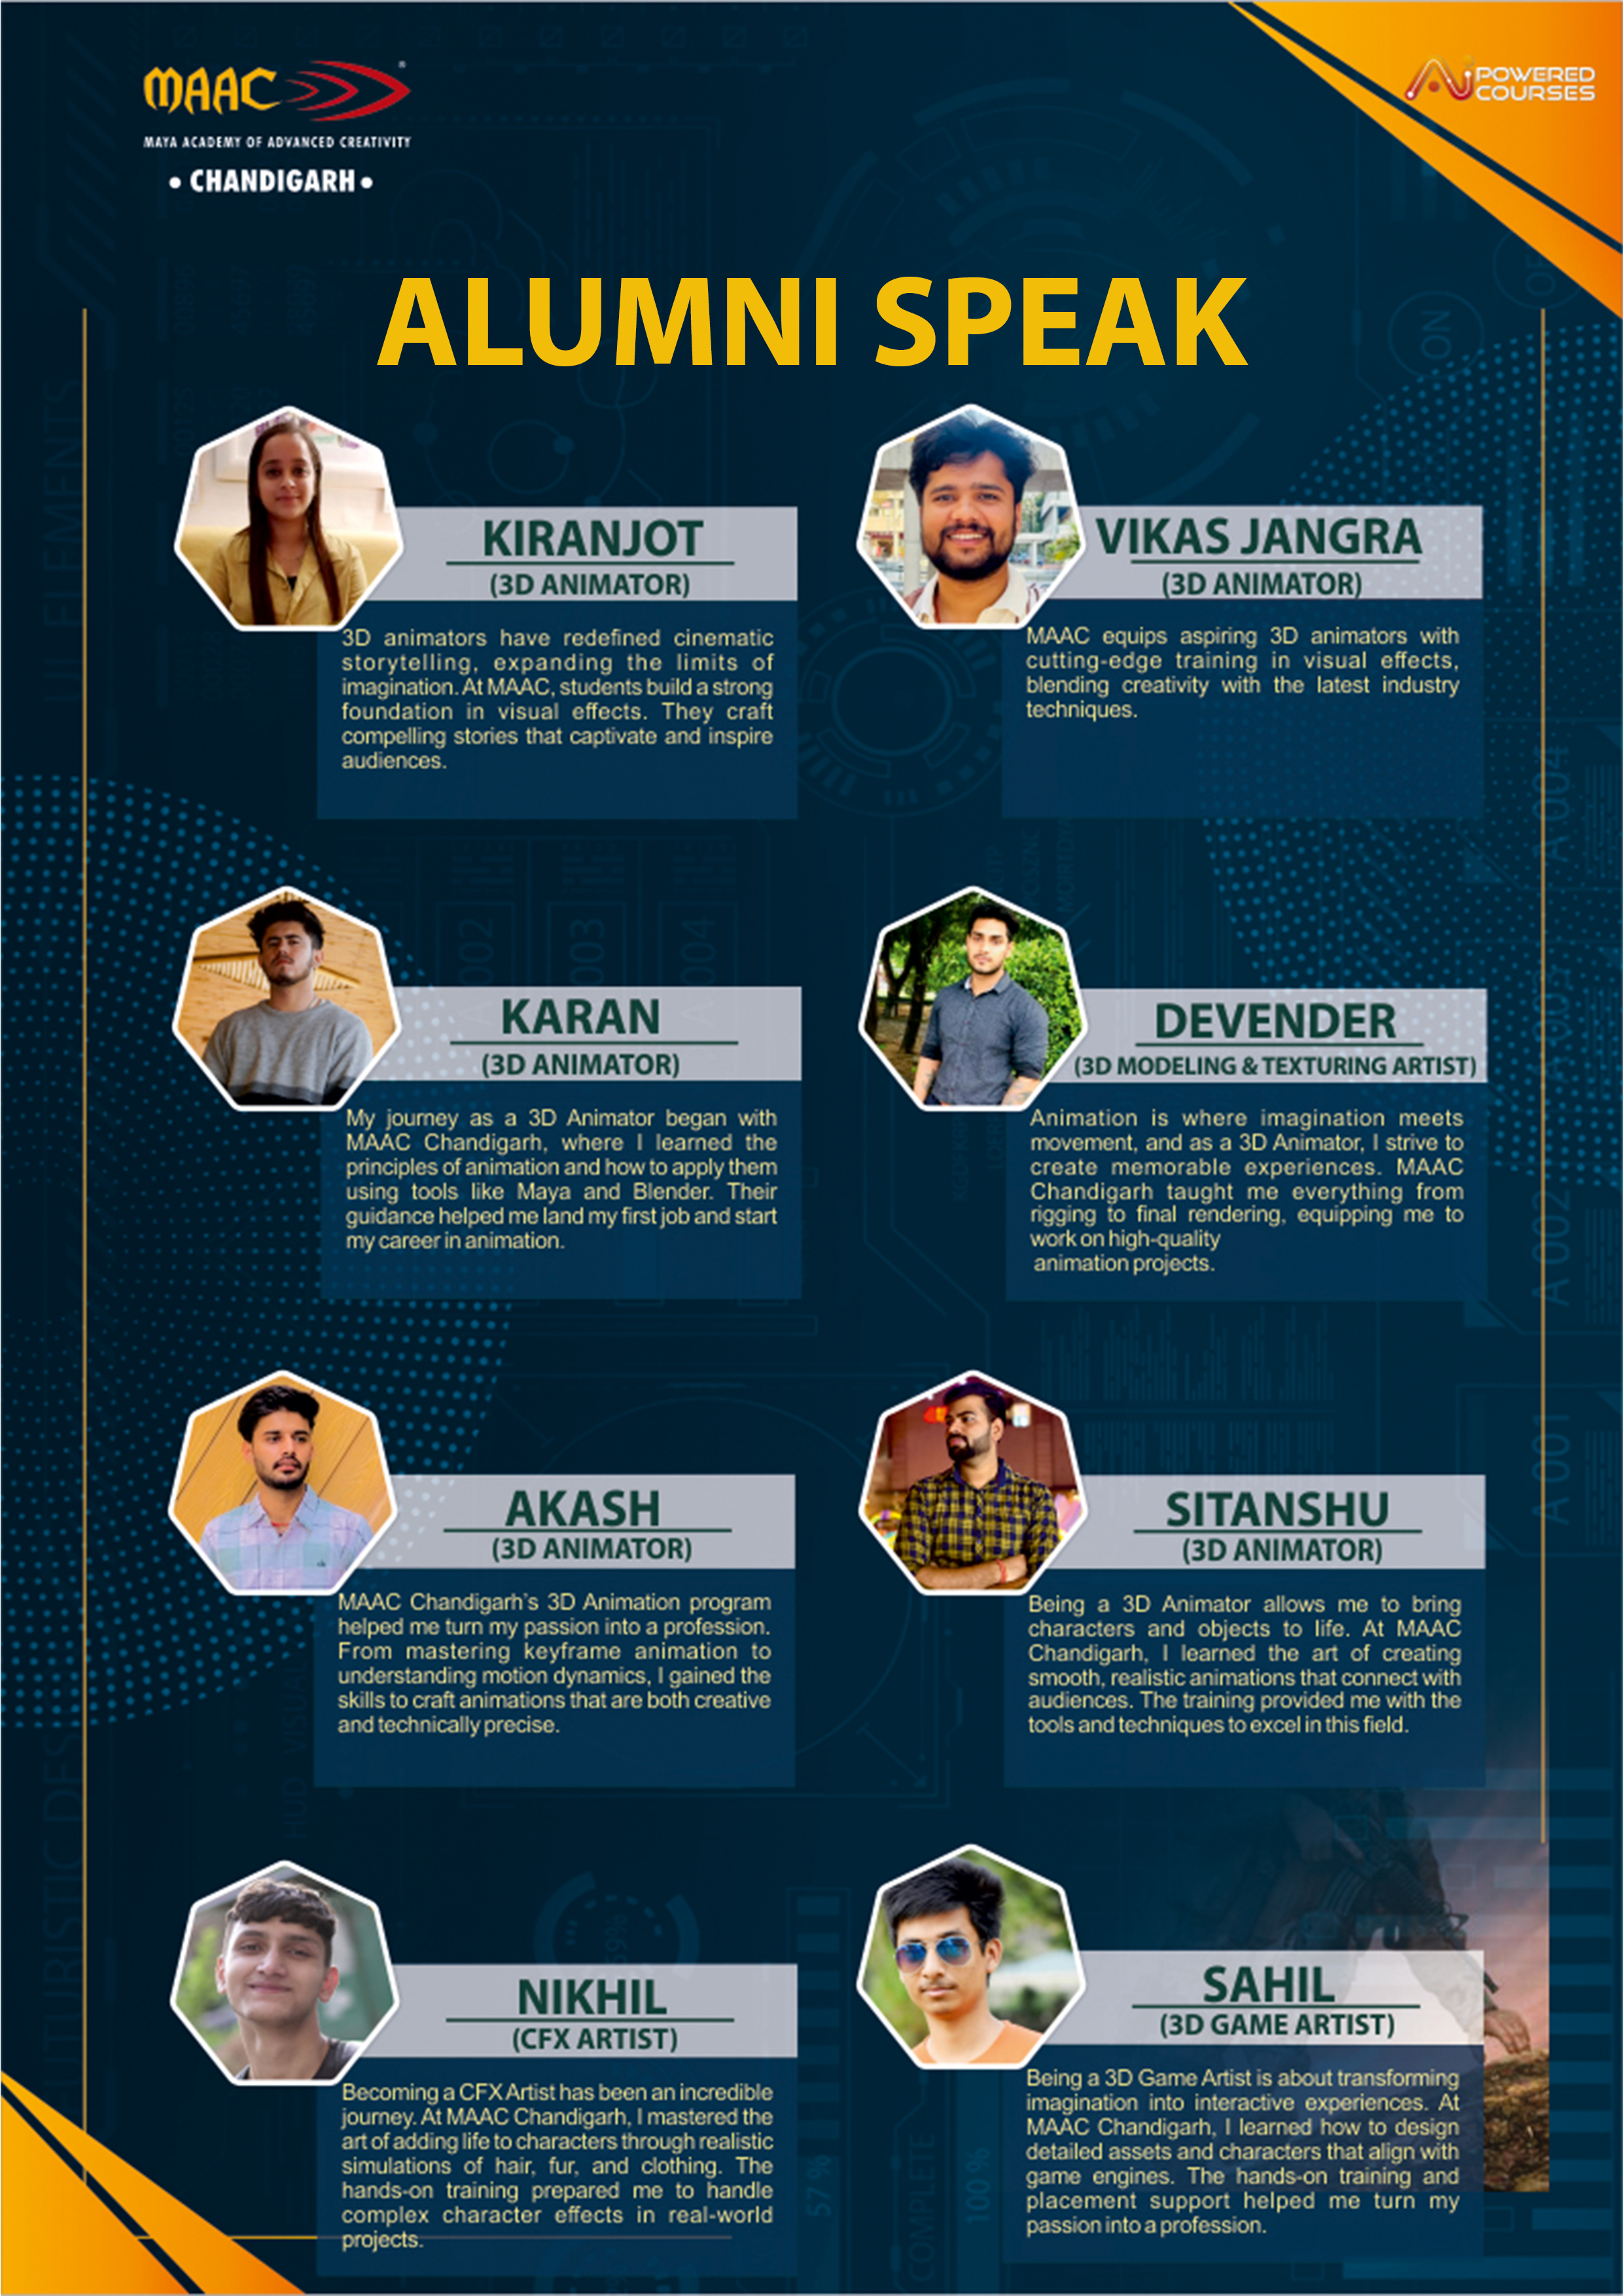 MAAC
MAYA ACADEMY OF ADVANCED CREATIVITY
• CHANDIGARH •
Ai POWERED
COURSES
ALUMNI SPEAK
KIRANJOT
(3D ANIMATOR)
3D animators have redefined cinematic
storytelling, expanding the limits of
imagination. At MAAC, students build a strong
foundation in visual effects. They craft
compelling stories that captivate and inspire
audiences.
VIKAS JANGRA
(3D ANIMATOR)
MAAC equips aspiring 3D animators with
cutting-edge training in visual effects,
blending creativity with the latest industry
techniques.
KARAN
(3D ANIMATOR)
My journey as a 3D Animator began with
MAAC Chandigarh, where I learned the
principles of animation and how to apply them
using tools like Maya and Blender. Their
guidance helped me land my first job and start
my career in animation.
DEVENDER
(3D MODELING & TEXTURING ARTIST)
Animation is where imagination meets
movement, and as a 3D Animator, I strive to
create memorable experiences. MAAC
Chandigarh taught me everything from
rigging to final rendering, equipping me to
work on high-quality
animation projects.
AKASH
(3D ANIMATOR)
MAAC Chandigarh's 3D Animation program
helped me turn my passion into a profession.
From mastering keyframe animation to
understanding motion dynamics, I gained the
skills to craft animations that are both creative
and technically precise.
SITANSHU
(3D ANIMATOR)
Being a 3D Animator allows me to bring
characters and objects to life. At MAAC
Chandigarh, I learned the art of creating
smooth, realistic animations that connect with
audiences. The training provided me with the
tools and techniques to excel in this field.
NIKHIL
(CFX ARTIST)
Becoming a CFX Artist has been an incredible
journey. At MAAC Chandigarh, I mastered the
art of adding life to characters through realistic
simulations of hair, fur, and clothing. The
hands-on training prepared me to handle
complex character effects in real-world
projects.
SAHIL
(3D GAME ARTIST)
Being a 3D Game Artist is about transforming
imagination into interactive experiences. At
MAAC Chandigarh, I learned how to design
detailed assets and characters that align with
game engines. The hands-on training and
placement support helped me turn my
passion into a profession.
UI ELEMENTS
ON
A 004
A 002
A 001
HUD VISUAL
57 %
COMPLETE
100 %